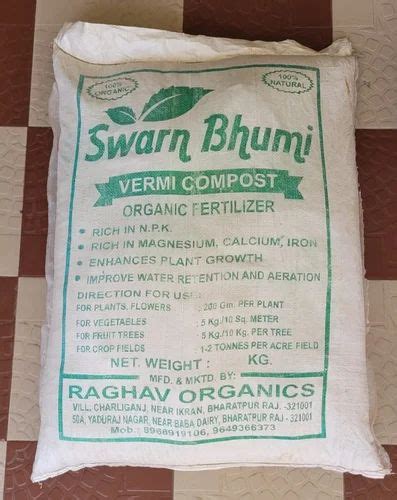 100% ORGANIC
100% NATURAL
Swarn Bhumi
VERMI COMPOST
ORGANIC FERTILIZER
• RICH IN N.P.K.
• RICH IN MAGNESIUM, CALCIUM, IRON
• ENHANCES PLANT GROWTH
• IMPROVE WATER RETENTION AND AERATION
DIRECTION FOR USE:
FOR PLANTS, FLOWERS : 200 Gm. PER PLANT
FOR VEGETABLES : 5 Kg./10 Sq. METER
FOR FRUIT TREES : 5 Kg./10 Kg. PER TREE
FOR CROP FIELDS : 1-2 TONNES PER ACRE FIELD
NET. WEIGHT : KG.
MFD. & MKTD. BY:
RAGHAV ORGANICS
VILL. CHARLIGANJ, NEAR IKRAN, BHARATPUR RAJ. -321001
50A, YADURAJ NAGAR, NEAR BABA DAIRY, BHARATPUR RAJ. - 321001
Mob.: 8966919106, 9649366373